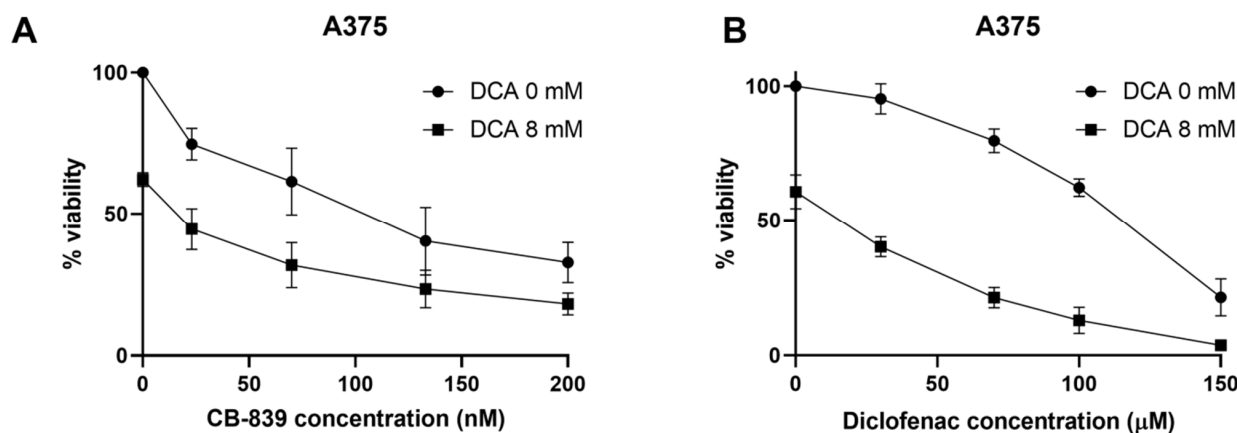 A
A375
DCA 0 mM
DCA 8 mM
100
50
0
% viability
0
50
100
150
200
CB-839 concentration (nM)
B
A375
DCA 0 mM
DCA 8 mM
100
50
0
% viability
0
50
100
150
Diclofenac concentration (μM)